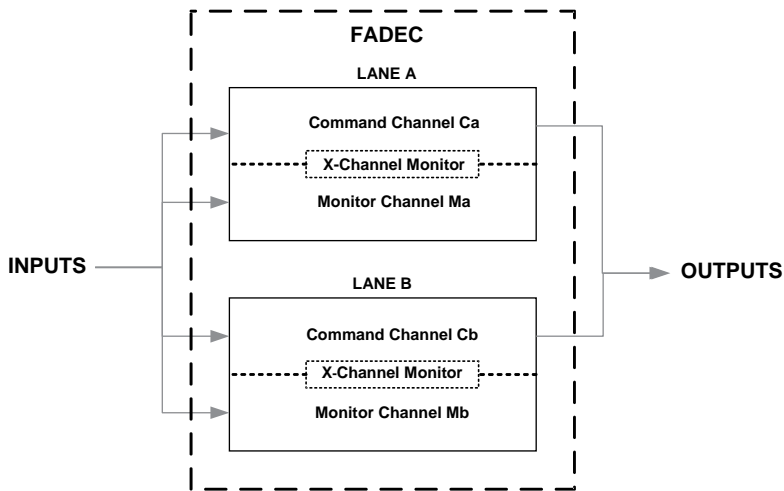 FADEC
LANE A
Command Channel Ca
X-Channel Monitor
Monitor Channel Ma
INPUTS
OUTPUTS
LANE B
Command Channel Cb
X-Channel Monitor
Monitor Channel Mb